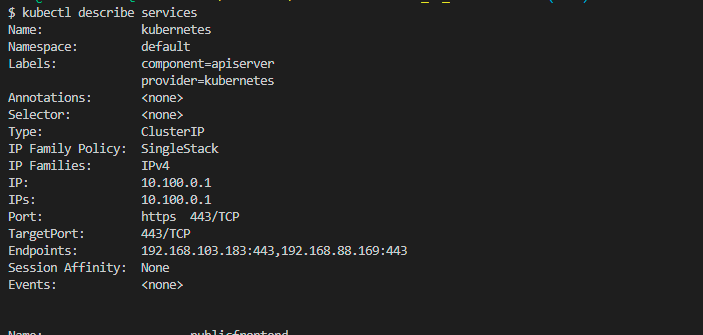 $ kubectl describe services
Name:              kubernetes
Namespace:         default
Labels:            component=apiserver
                   provider=kubernetes
Annotations:       <none>
Selector:          <none>
Type:              ClusterIP
IP Family Policy:  SingleStack
IP Families:       IPv4
IP:                10.100.0.1
IPs:               10.100.0.1
Port:              https  443/TCP
TargetPort:        443/TCP
Endpoints:         192.168.103.183:443,192.168.88.169:443
Session Affinity:  None
Events:            <none>
Name:                     publicfrontend